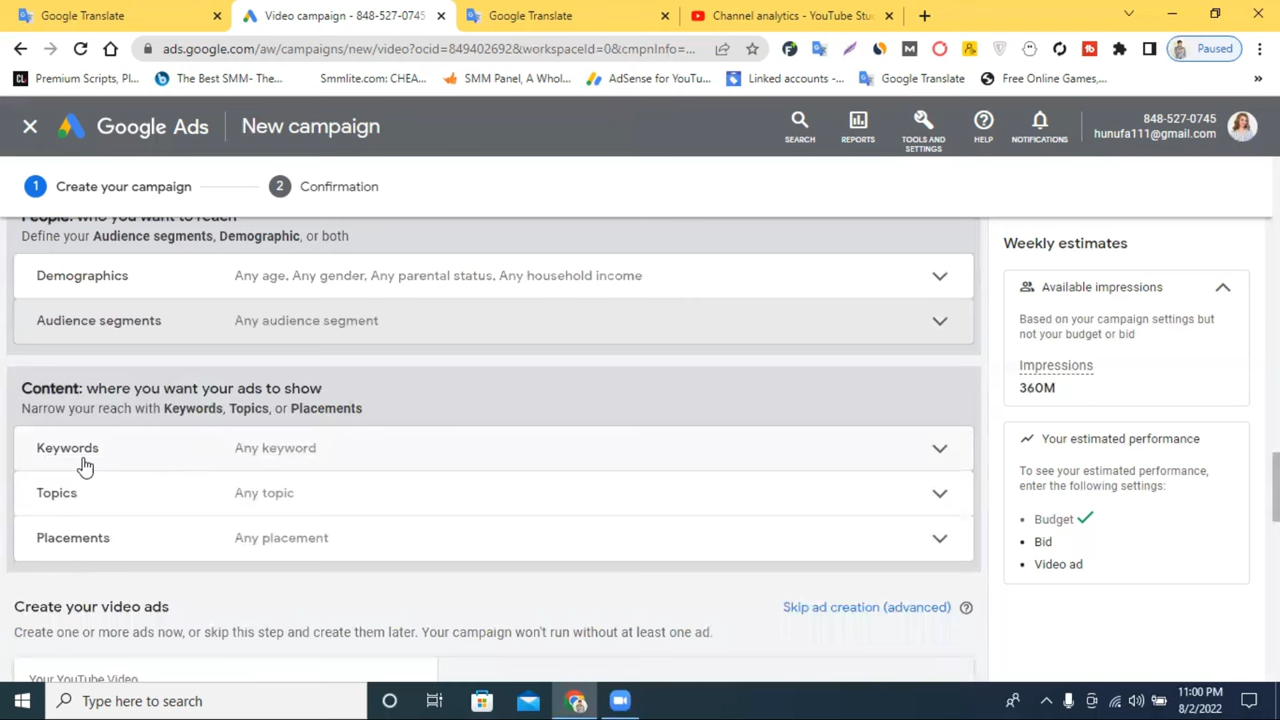 Google Translate
Video campaign - 848-527-0745
Google Translate
Channel analytics - YouTube Stu
ads.google.com/aw/campaigns/new/video?ocid=849402692&workspaceId=0&cmpnInfo=...
Paused
Premium Scripts, Pl...
The Best SMM- The...
Smmlite.com: CHEA...
SMM Panel, A Whol...
AdSense for YouTu...
Linked accounts -...
Google Translate
Free Online Games,...
Google Ads
New campaign
SEARCH
REPORTS
TOOLS AND SETTINGS
HELP
NOTIFICATIONS
848-527-0745
hunufa111@gmail.com
1 Create your campaign
2 Confirmation
People: who you want to reach
Define your Audience segments, Demographic, or both
Demographics Any age, Any gender, Any parental status, Any household income
Audience segments Any audience segment
Content: where you want your ads to show
Narrow your reach with Keywords, Topics, or Placements
Keywords Any keyword
Topics Any topic
Placements Any placement
Create your video ads
Skip ad creation (advanced)
Create one or more ads now, or skip this step and create them later. Your campaign won't run without at least one ad.
Your YouTube Video
Weekly estimates
Available impressions
Based on your campaign settings but
not your budget or bid
Impressions
360M
Your estimated performance
To see your estimated performance,
enter the following settings:
• Budget
• Bid
• Video ad
Type here to search
11:00 PM
8/2/2022